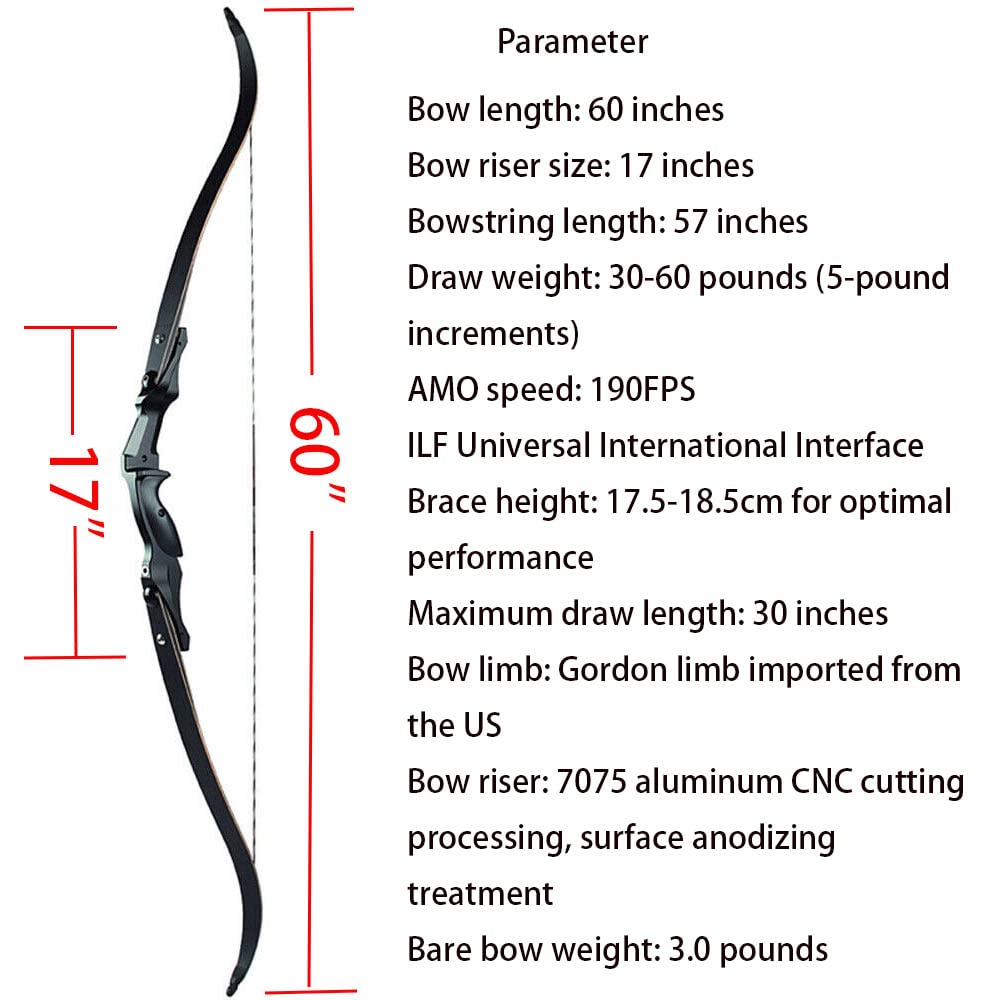 Parameter
Bow length: 60 inches
Bow riser size: 17 inches
Bowstring length: 57 inches
Draw weight: 30-60 pounds (5-pound
increments)
AMO speed: 190FPS
ILF Universal International Interface
Brace height: 17.5-18.5cm for optimal
performance
Maximum draw length: 30 inches
Bow limb: Gordon limb imported from
the US
Bow riser: 7075 aluminum CNC cutting
processing, surface anodizing
treatment
Bare bow weight: 3.0 pounds
60"
17"